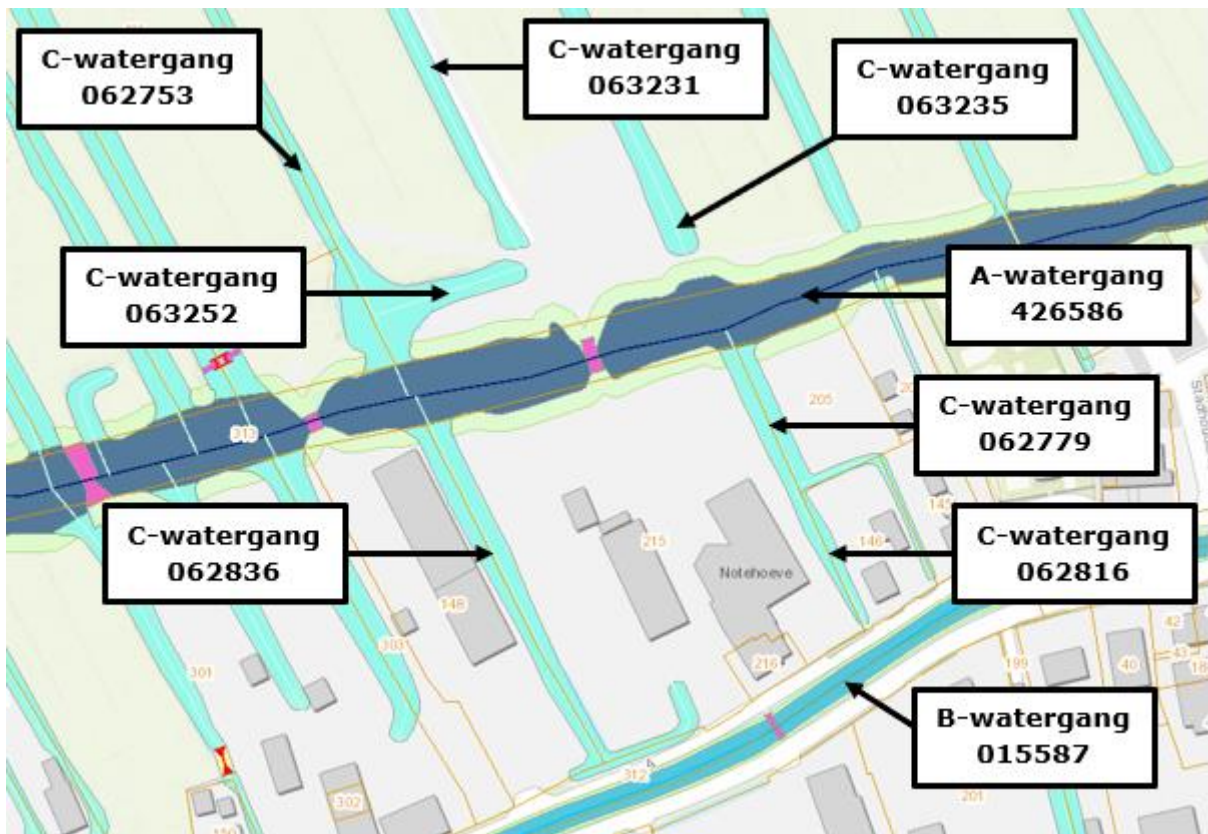 C-watergang
062753
C-watergang
063231
C-watergang
063235
C-watergang
063252
A-watergang
426586
C-watergang
062779
C-watergang
062836
C-watergang
062816
B-watergang
015587
313
205
215
Notehoeve
146
145
148
303
301
216
312
302
199
40
42
43
201